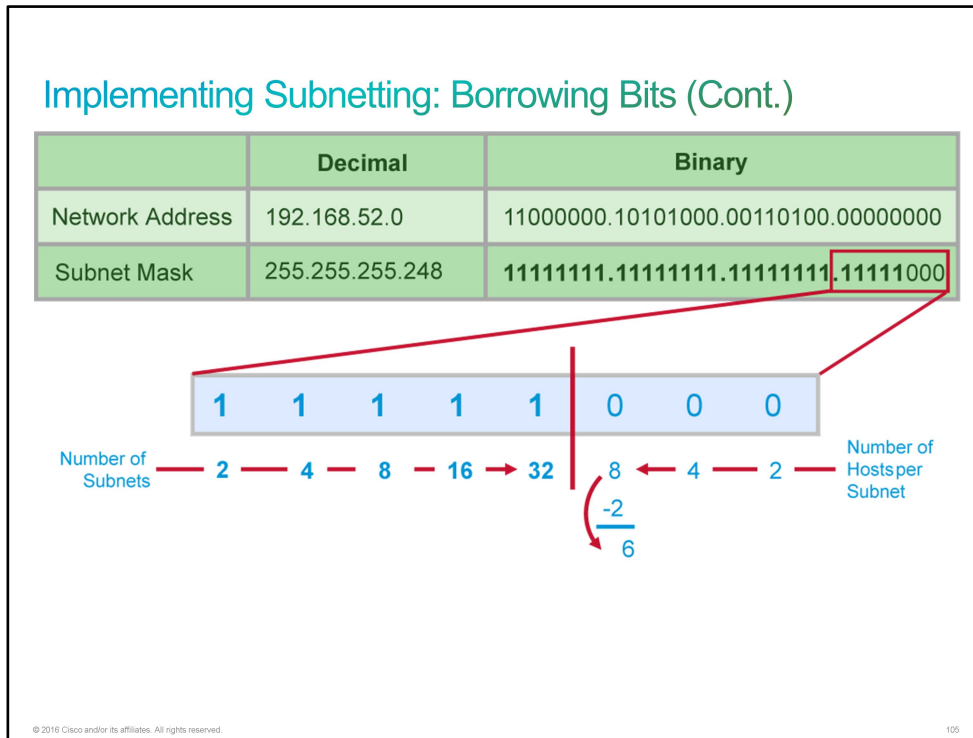 Implementing Subnetting: Borrowing Bits (Cont.)
Decimal Binary
Network Address 192.168.52.0 11000000.10101000.00110100.00000000
Subnet Mask 255.255.255.248 11111111.11111111.11111111.11111000
1 1 1 1 1 0 0 0
Number of Subnets 2 4 8 16 32 8 4 2 Number of Hosts per Subnet
-2
6
© 2016 Cisco and/or its affiliates. All rights reserved. 105